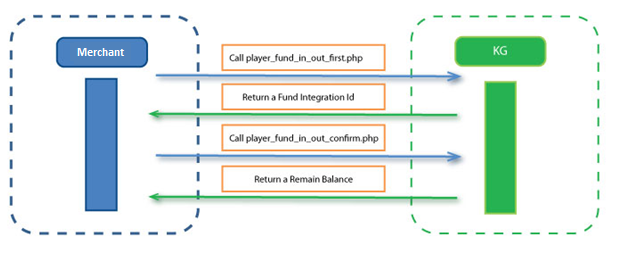 Merchant
KG
Call player_fund_in_out_first.php
Return a Fund Integration Id
Call player_fund_in_out_confirm.php
Return a Remain Balance